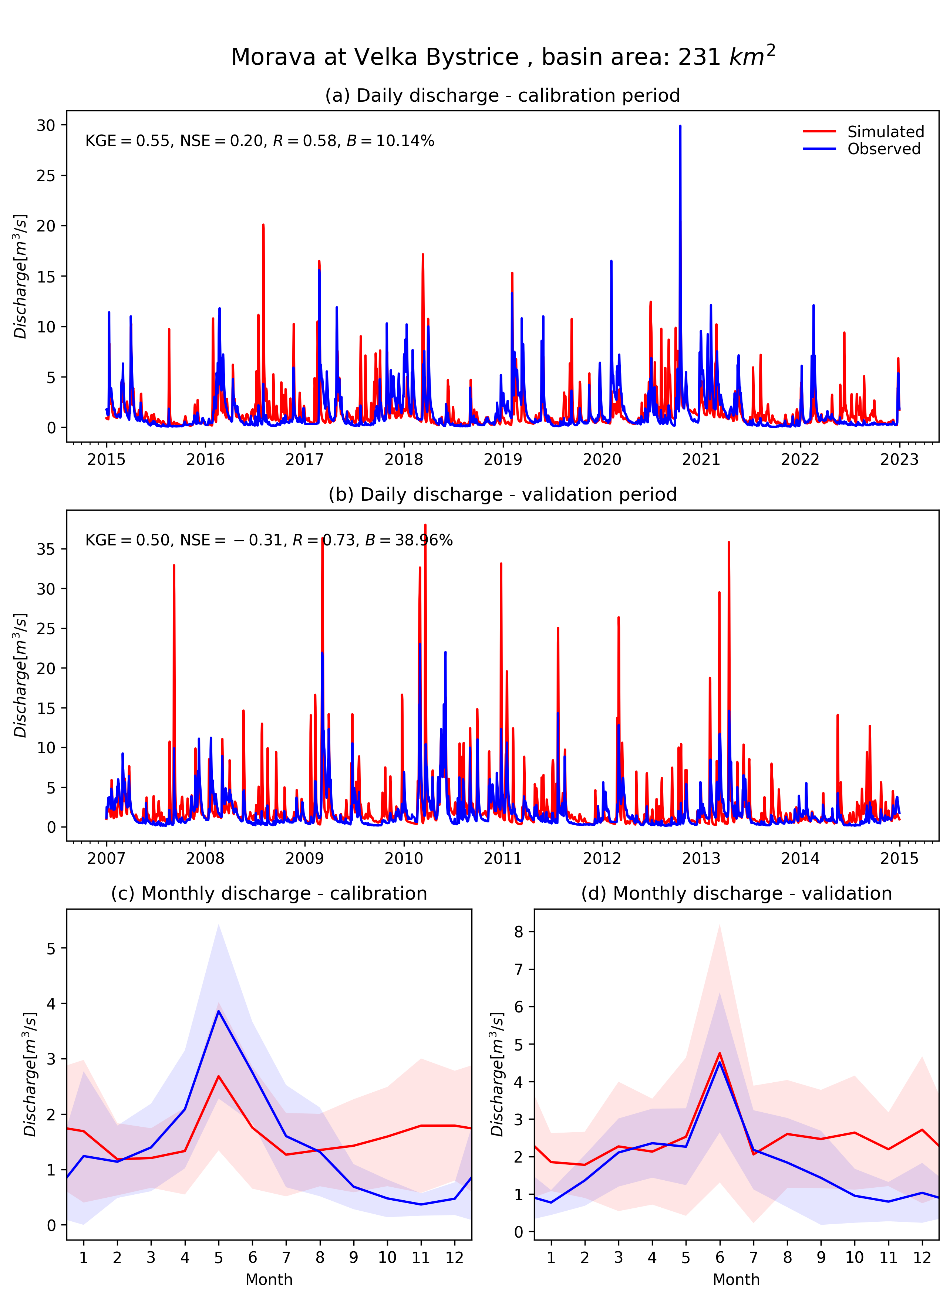 Morava at Velka Bystrice , basin area: 231 km²
(a) Daily discharge - calibration period
KGE = 0.55, NSE = 0.20, R = 0.58, B = 10.14%
Simulated
Observed
Discharge[m³/s]
30
25
20
15
10
5
0
2015 2016 2017 2018 2019 2020 2021 2022 2023
(b) Daily discharge - validation period
KGE = 0.50, NSE = −0.31, R = 0.73, B = 38.96%
Discharge[m³/s]
35
30
25
20
15
10
5
0
2007 2008 2009 2010 2011 2012 2013 2014 2015
(c) Monthly discharge - calibration
Discharge[m³/s]
5
4
3
2
1
0
1 2 3 4 5 6 7 8 9 10 11 12
Month
(d) Monthly discharge - validation
Discharge[m³/s]
8
7
6
5
4
3
2
1
0
1 2 3 4 5 6 7 8 9 10 11 12
Month